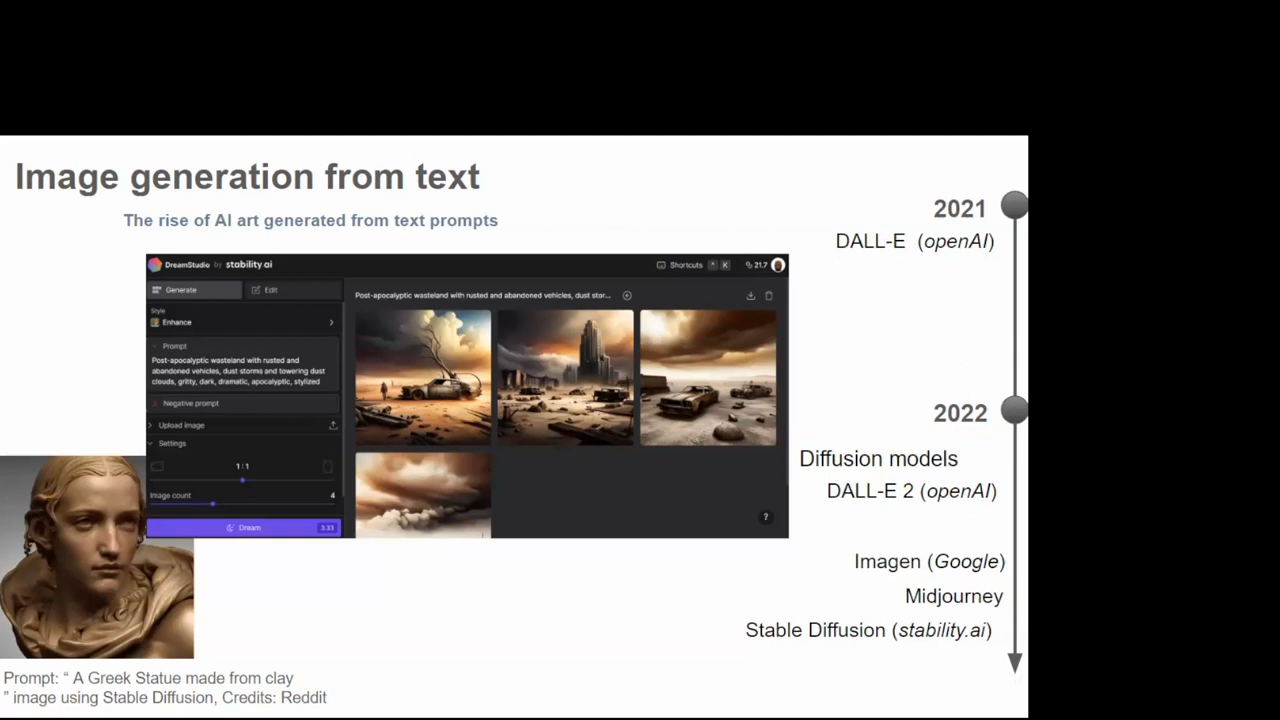 Image generation from text
The rise of AI art generated from text prompts
DreamStudio by stability ai
Shortcuts
K
21.7
Generate
Edit
Style
Enhance
Prompt
Post-apocalyptic wasteland with rusted and
abandoned vehicles, dust storms and towering dust
clouds, gritty, dark, dramatic, apocalyptic, stylized
Negative prompt
Upload image
Settings
1:1
Image count 4
Dream 3.33
Post-apocalyptic wasteland with rusted and abandoned vehicles, dust stor...
?
2021
DALL-E (openAI)
2022
Diffusion models
DALL-E 2 (openAI)
Imagen (Google)
Midjourney
Stable Diffusion (stability.ai)
Prompt: “ A Greek Statue made from clay
” image using Stable Diffusion, Credits: Reddit